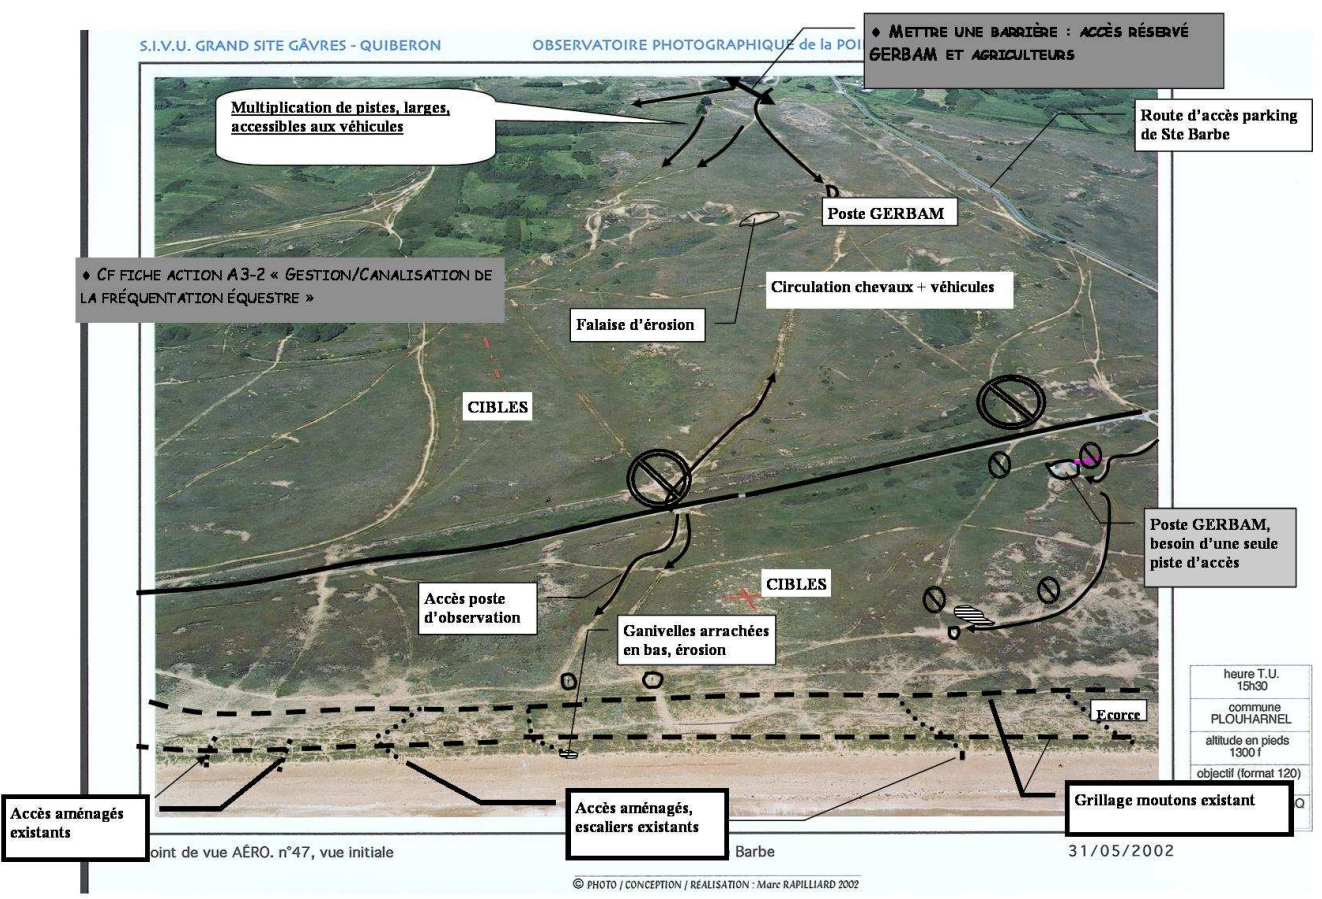 S.I.V.U. GRAND SITE GÂVRES - QUIBERON
OBSERVATOIRE PHOTOGRAPHIQUE de la POI
♦ METTRE UNE BARRIÈRE : ACCÈS RÉSERVÉ
GERBAM ET AGRICULTEURS
Multiplication de pistes, larges,
accessibles aux véhicules
Route d'accès parking
de Ste Barbe
Poste GERBAM
♦ CF FICHE ACTION A3-2 « GESTION/CANALISATION DE
LA FRÉQUENTATION ÉQUESTRE »
Circulation chevaux + véhicules
Falaise d'érosion
CIBLES
Poste GERBAM,
besoin d'une seule
piste d'accès
CIBLES
Accès poste
d'observation
Ganivelles arrachées
en bas, érosion
Ecorce
heure T.U.
15h30
commune
PLOUHARNEL
altitude en pieds
1300 f
objectif (format 120)
Q
Grillage moutons existant
Accès aménagés
existants
Accès aménagés,
escaliers existants
oint de vue AÉRO. n°47, vue initiale
Barbe
31/05/2002
© PHOTO / CONCEPTION / RÉALISATION : Marc RAPILLIARD 2002